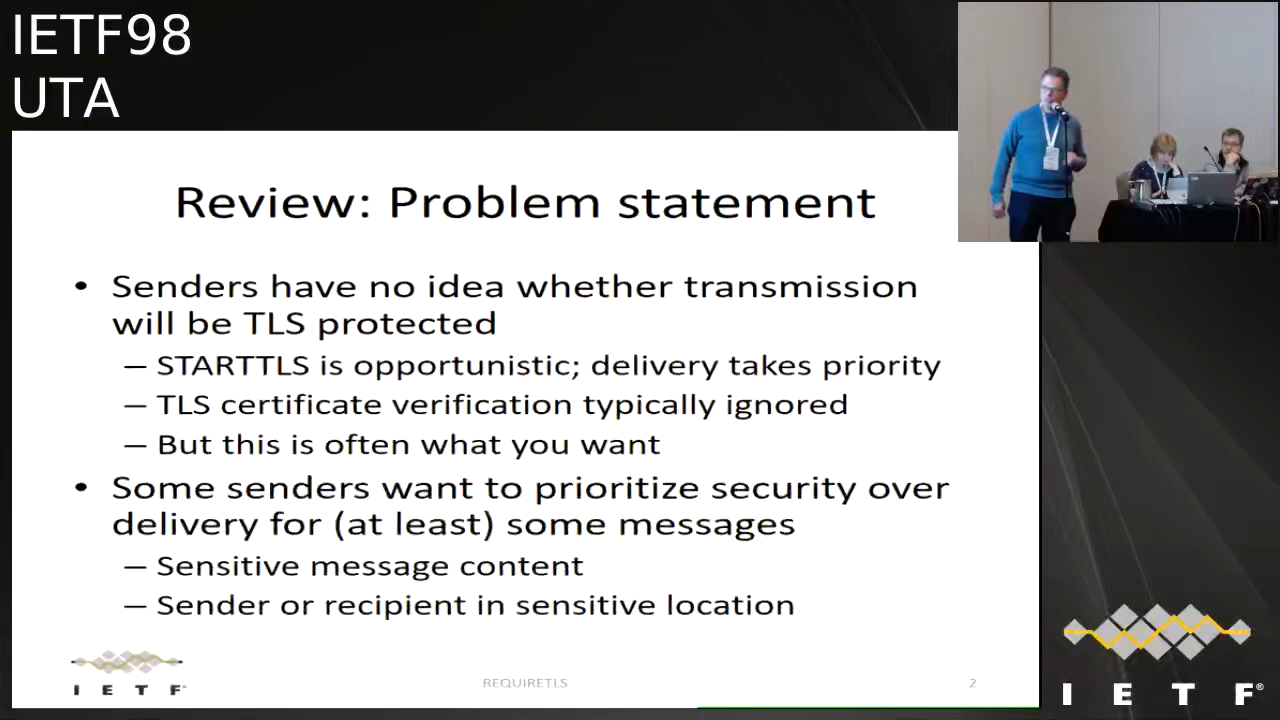 IETF98
UTA
Review: Problem statement
• Senders have no idea whether transmission
will be TLS protected
– STARTTLS is opportunistic; delivery takes priority
– TLS certificate verification typically ignored
– But this is often what you want
• Some senders want to prioritize security over
delivery for (at least) some messages
– Sensitive message content
– Sender or recipient in sensitive location
I E T F
REQUIRETLS
2
I E T F®